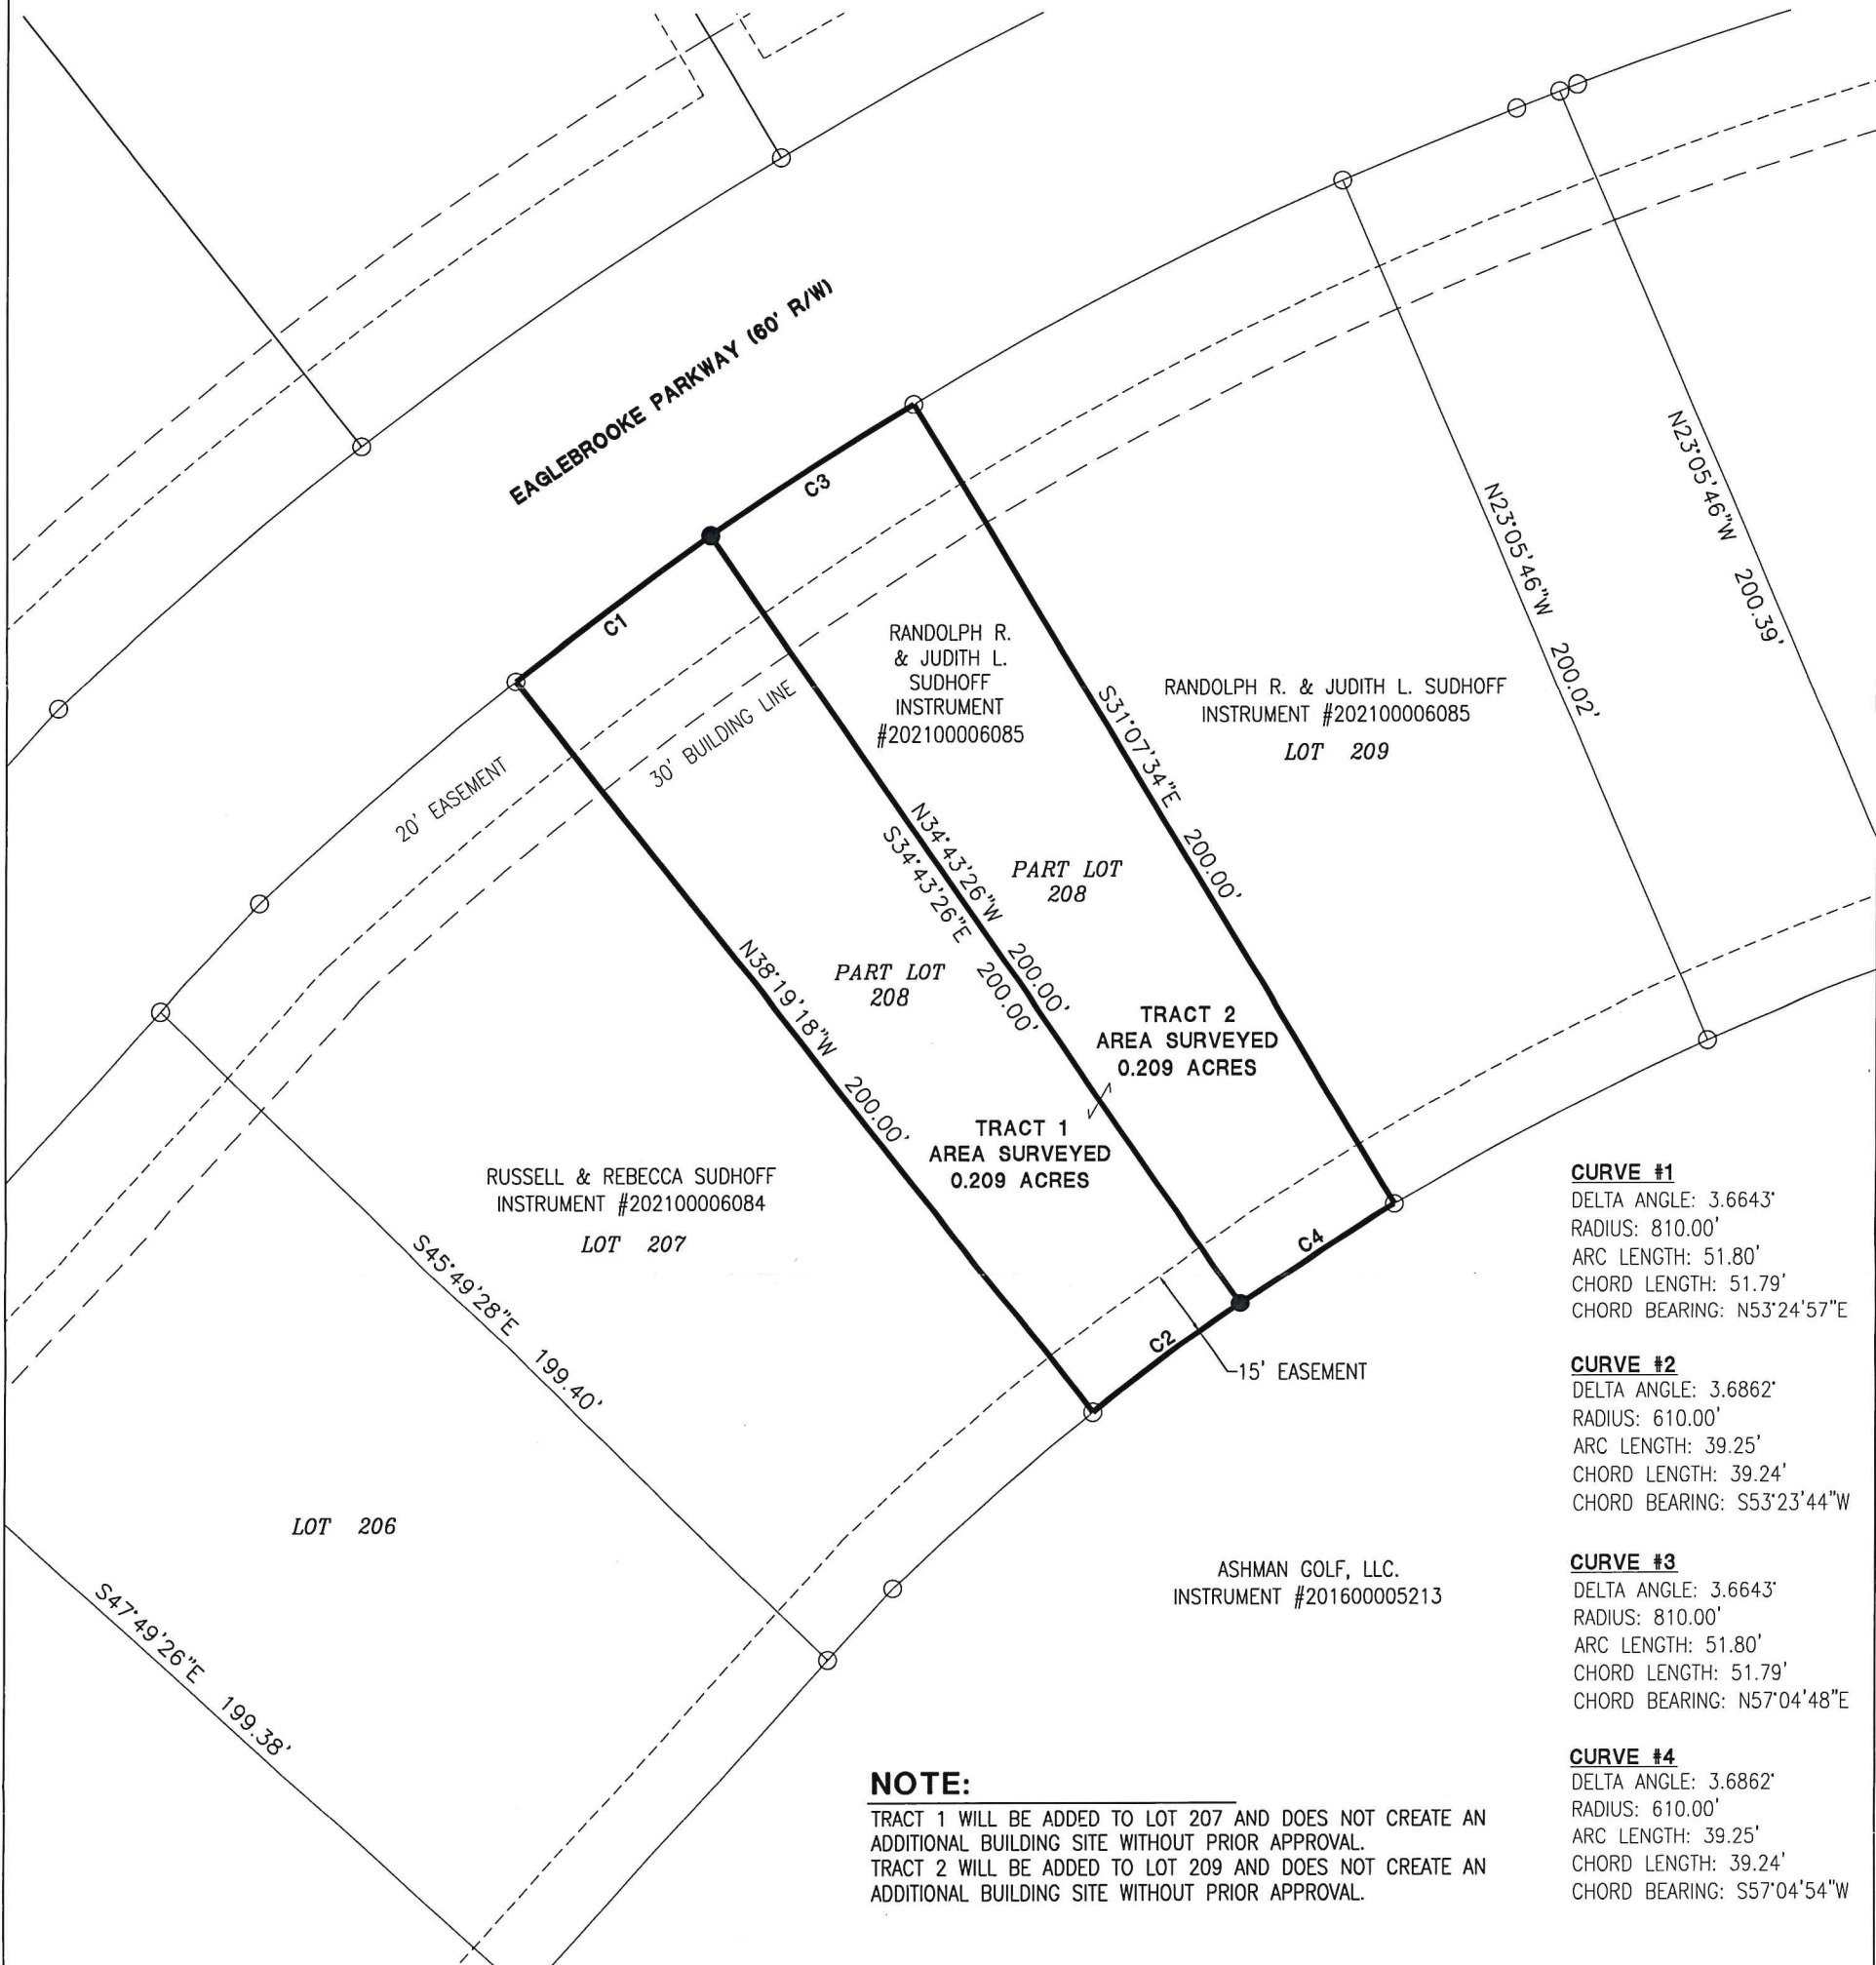 EAGLEBROOKE PARKWAY (60' R/W)
C3
C1
20' EASEMENT
30' BUILDING LINE
RANDOLPH R.
& JUDITH L.
SUDHOFF
INSTRUMENT
#202100006085
RANDOLPH R. & JUDITH L. SUDHOFF
INSTRUMENT #202100006085
LOT 209
N23°05'46"W 200.39'
N23°05'46"W 200.02'
S31°07'34"E 200.00'
N34°43'26"W 200.00'
S34°43'26"E 200.00'
PART LOT
208
PART LOT
208
N38°19'18"W 200.00'
TRACT 2
AREA SURVEYED
0.209 ACRES
TRACT 1
AREA SURVEYED
0.209 ACRES
RUSSELL & REBECCA SUDHOFF
INSTRUMENT #202100006084
LOT 207
S45°49'28"E 199.40'
C4
C2
15' EASEMENT
LOT 206
S47°49'26"E 199.38'
ASHMAN GOLF, LLC.
INSTRUMENT #201600005213
CURVE #1
DELTA ANGLE: 3.6643°
RADIUS: 810.00'
ARC LENGTH: 51.80'
CHORD LENGTH: 51.79'
CHORD BEARING: N53°24'57"E
CURVE #2
DELTA ANGLE: 3.6862°
RADIUS: 610.00'
ARC LENGTH: 39.25'
CHORD LENGTH: 39.24'
CHORD BEARING: S53°23'44"W
CURVE #3
DELTA ANGLE: 3.6643°
RADIUS: 810.00'
ARC LENGTH: 51.80'
CHORD LENGTH: 51.79'
CHORD BEARING: N57°04'48"E
CURVE #4
DELTA ANGLE: 3.6862°
RADIUS: 610.00'
ARC LENGTH: 39.25'
CHORD LENGTH: 39.24'
CHORD BEARING: S57°04'54"W
NOTE:
TRACT 1 WILL BE ADDED TO LOT 207 AND DOES NOT CREATE AN
ADDITIONAL BUILDING SITE WITHOUT PRIOR APPROVAL.
TRACT 2 WILL BE ADDED TO LOT 209 AND DOES NOT CREATE AN
ADDITIONAL BUILDING SITE WITHOUT PRIOR APPROVAL.